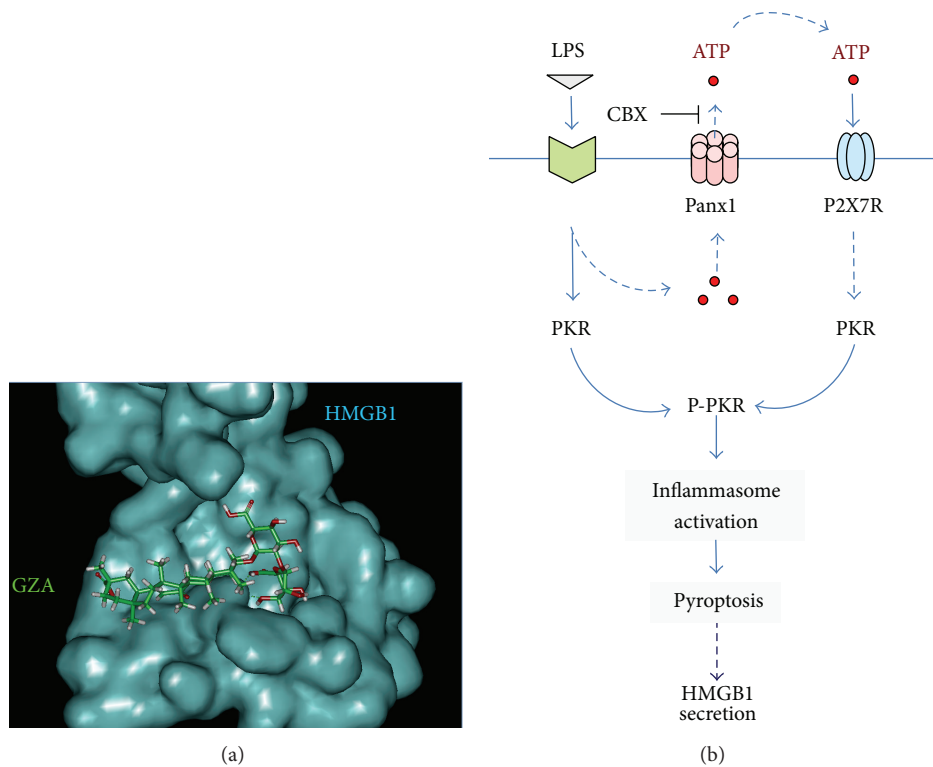 HMGB1
GZA
(a)
LPS
ATP
ATP
CBX
Panx1
P2X7R
PKR
PKR
P-PKR
Inflammasome
activation
Pyroptosis
HMGB1
secretion
(b)